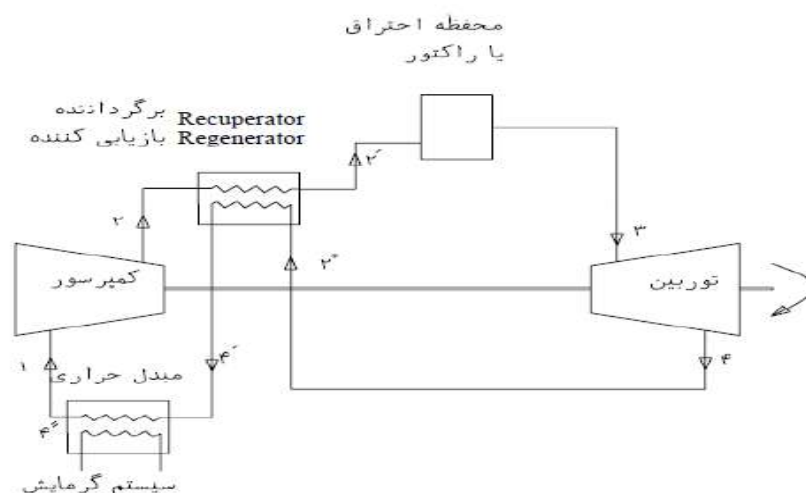 محفظه احتراق
یا راکتور
برگرداننده Recuperator
بازیابی کننده Regenerator
۲′
۲
۳
کمپرسور
۲″
توربین
۱
۴′
۴
مبدل حراری
۴″
سیستم گرمایش